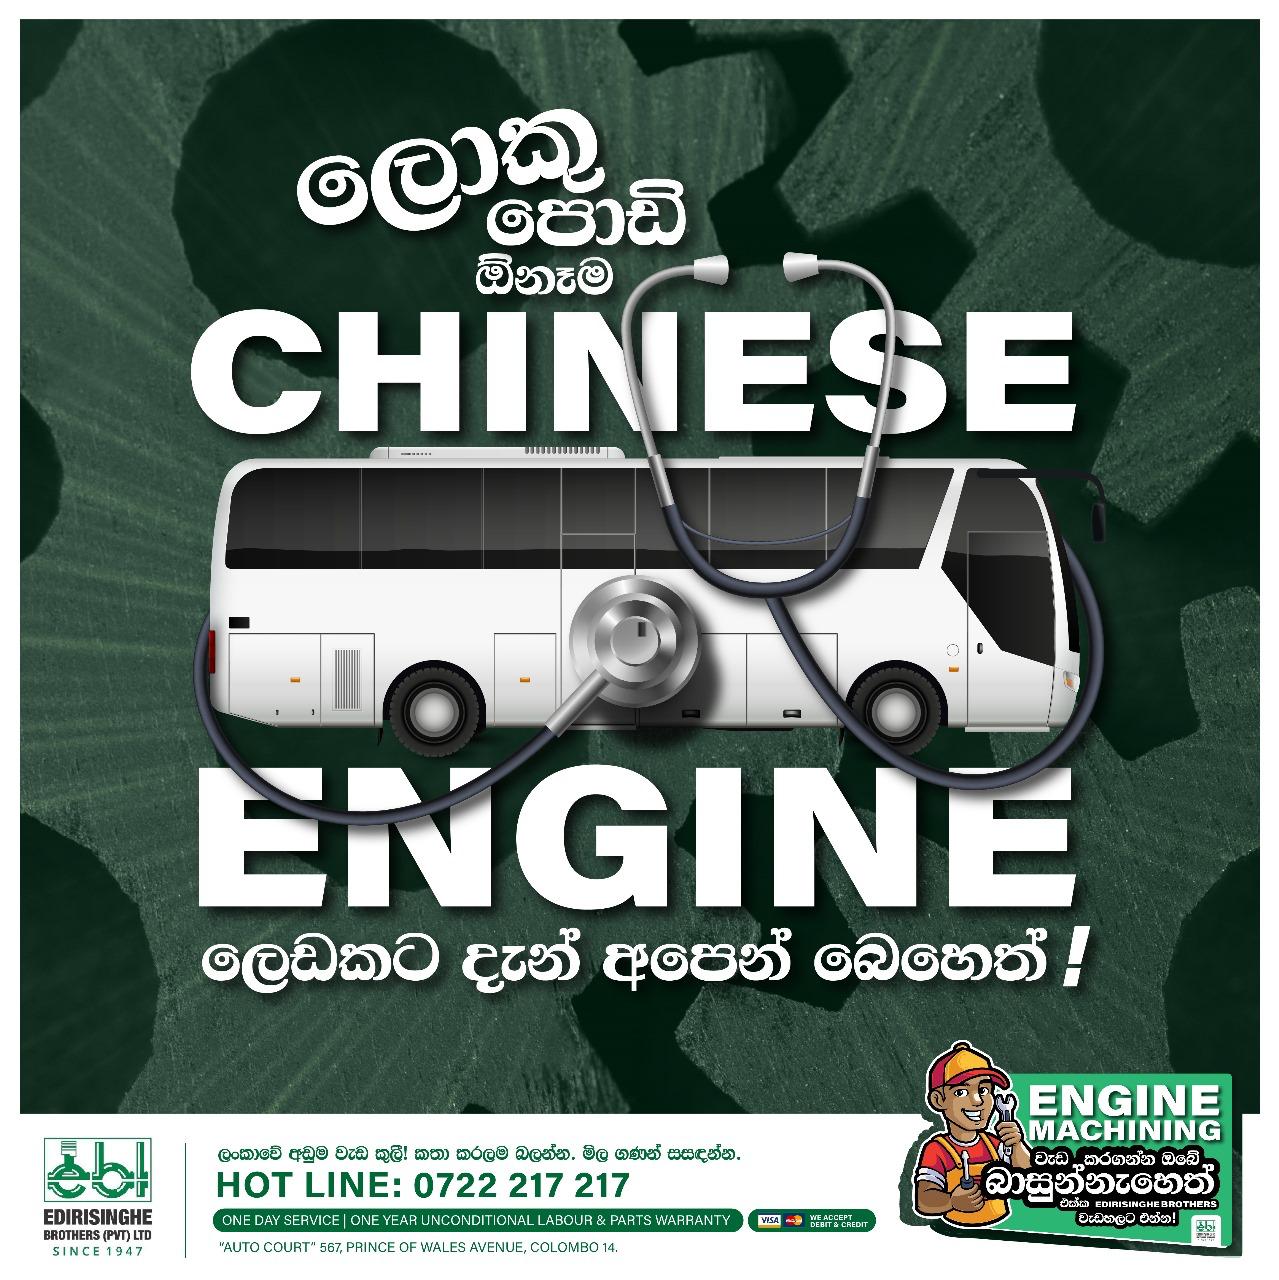 ලොකු
පොඩි
ඕනෑම
CHINESE
ENGINE
ලෙඩකට දැන් අපෙන් බෙහෙත් !
ebl
EDIRISINGHE
BROTHERS (PVT) LTD
SINCE 1947
ලංකාවේ අඩුම වැඩ කුලී! කතා කරලම බලන්න. මිල ගණන් සසඳන්න.
HOT LINE: 0722 217 217
ONE DAY SERVICE | ONE YEAR UNCONDITIONAL LABOUR & PARTS WARRANTY
VISA
WE ACCEPT
DEBIT & CREDIT
“AUTO COURT” 567, PRINCE OF WALES AVENUE, COLOMBO 14.
ENGINE
MACHINING
වැඩ කරගන්න ඔබේ
බාසුන්නැහෙත්
එක්ක EDIRISINGHE BROTHERS
වැඩහලට එන්න!
ebl